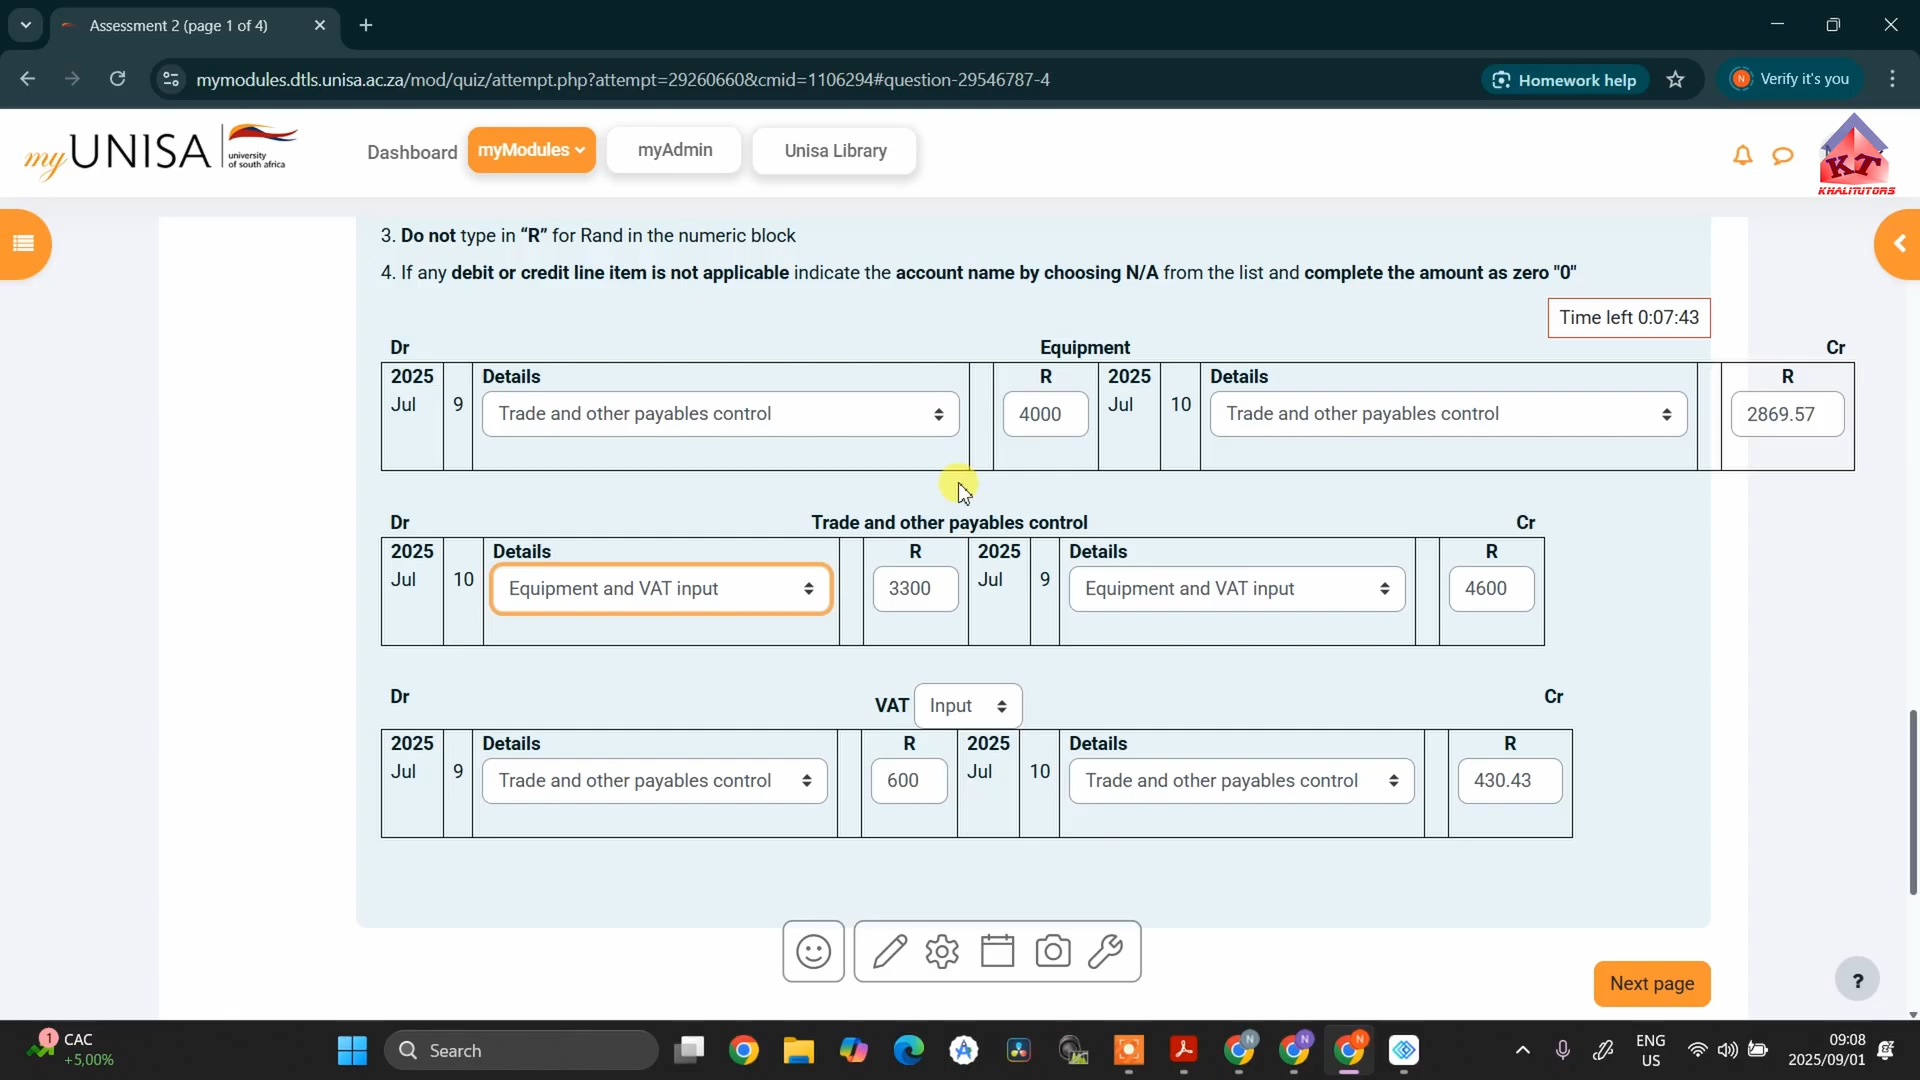 Assessment 2 (page 1 of 4)
mymodules.dtls.unisa.ac.za/mod/quiz/attempt.php?attempt=29260660&cmid=1106294#question-29546787-4
Homework help
N
Verify it's you
myUNISA
university
of south africa
Dashboard
myModules
myAdmin
Unisa Library
KT
KHALITUTORS
3. Do not type in “R” for Rand in the numeric block
4. If any debit or credit line item is not applicable indicate the account name by choosing N/A from the list and complete the amount as zero "0"
Time left 0:07:43
Dr Equipment Cr
2025 Details R 2025 Details R
Jul 9 Trade and other payables control 4000 Jul 10 Trade and other payables control 2869.57
Dr Trade and other payables control Cr
2025 Details R 2025 Details R
Jul 10 Equipment and VAT input 3300 Jul 9 Equipment and VAT input 4600
Dr VAT Input Cr
2025 Details R 2025 Details R
Jul 9 Trade and other payables control 600 Jul 10 Trade and other payables control 430.43
Next page
?
1
CAC
+5,00%
Search
N
N
N
ENG
US
09:08
2025/09/01